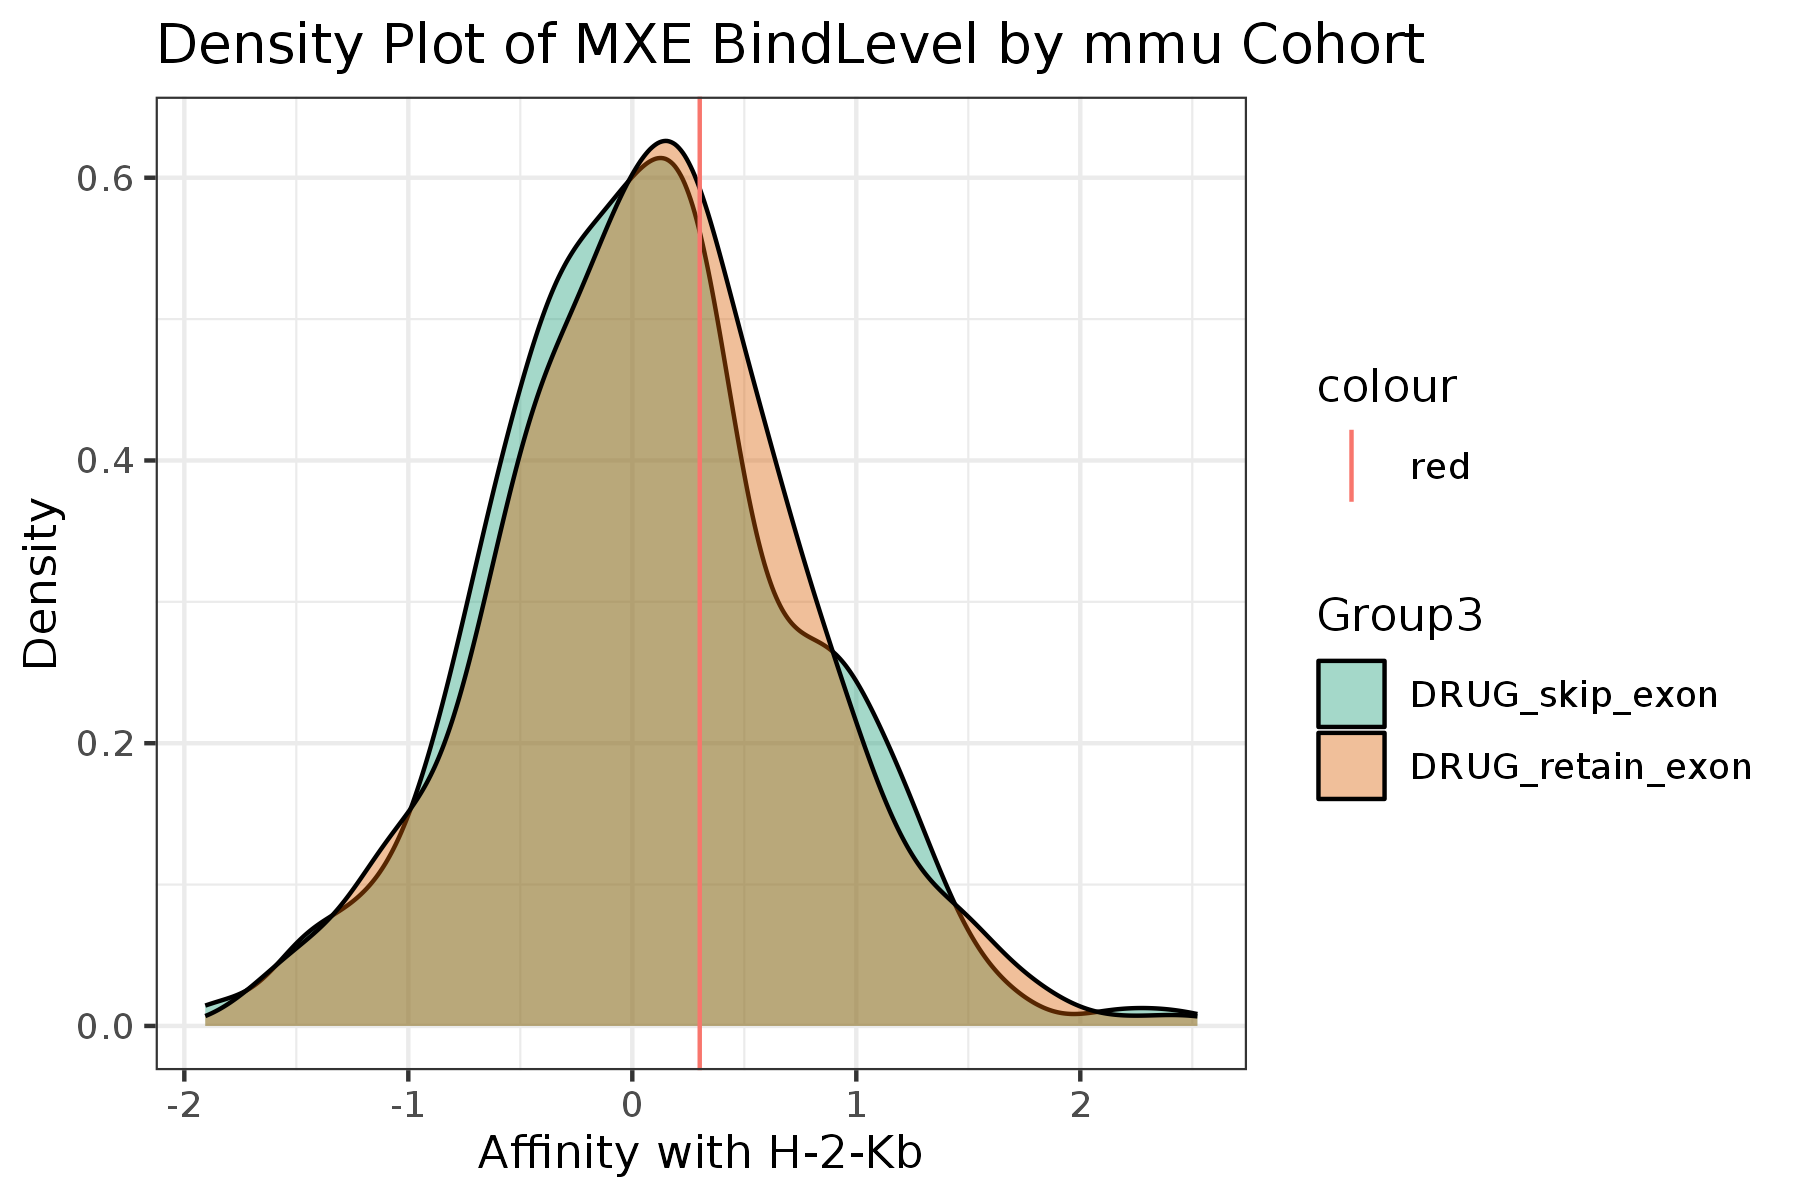 Density Plot of MXE BindLevel by mmu Cohort
Density
0.6
0.4
0.2
0.0
-2
-1
0
1
2
Affinity with H-2-Kb
colour
red
Group3
DRUG_skip_exon
DRUG_retain_exon